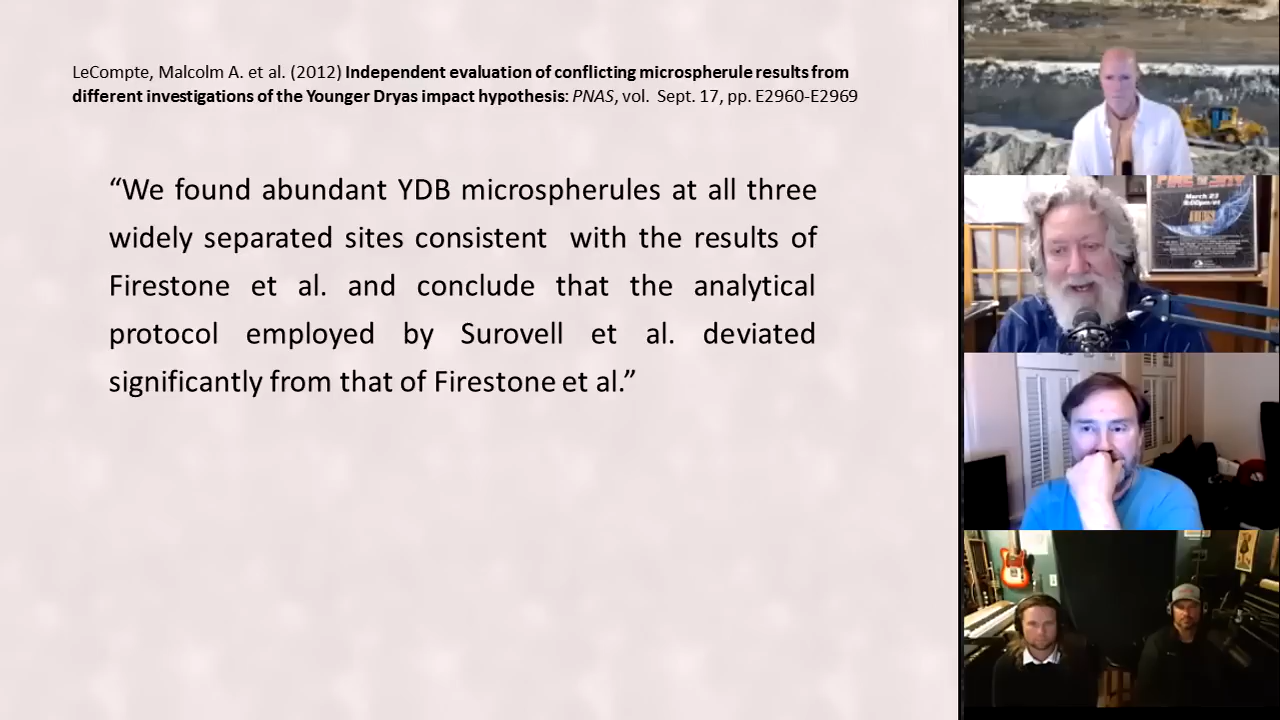 LeCompte, Malcolm A. et al. (2012) Independent evaluation of conflicting microspherule results from
different investigations of the Younger Dryas impact hypothesis: PNAS, vol. Sept. 17, pp. E2960-E2969
“We found abundant YDB microspherules at all three
widely separated sites consistent with the results of
Firestone et al. and conclude that the analytical
protocol employed by Surovell et al. deviated
significantly from that of Firestone et al.”
March 23